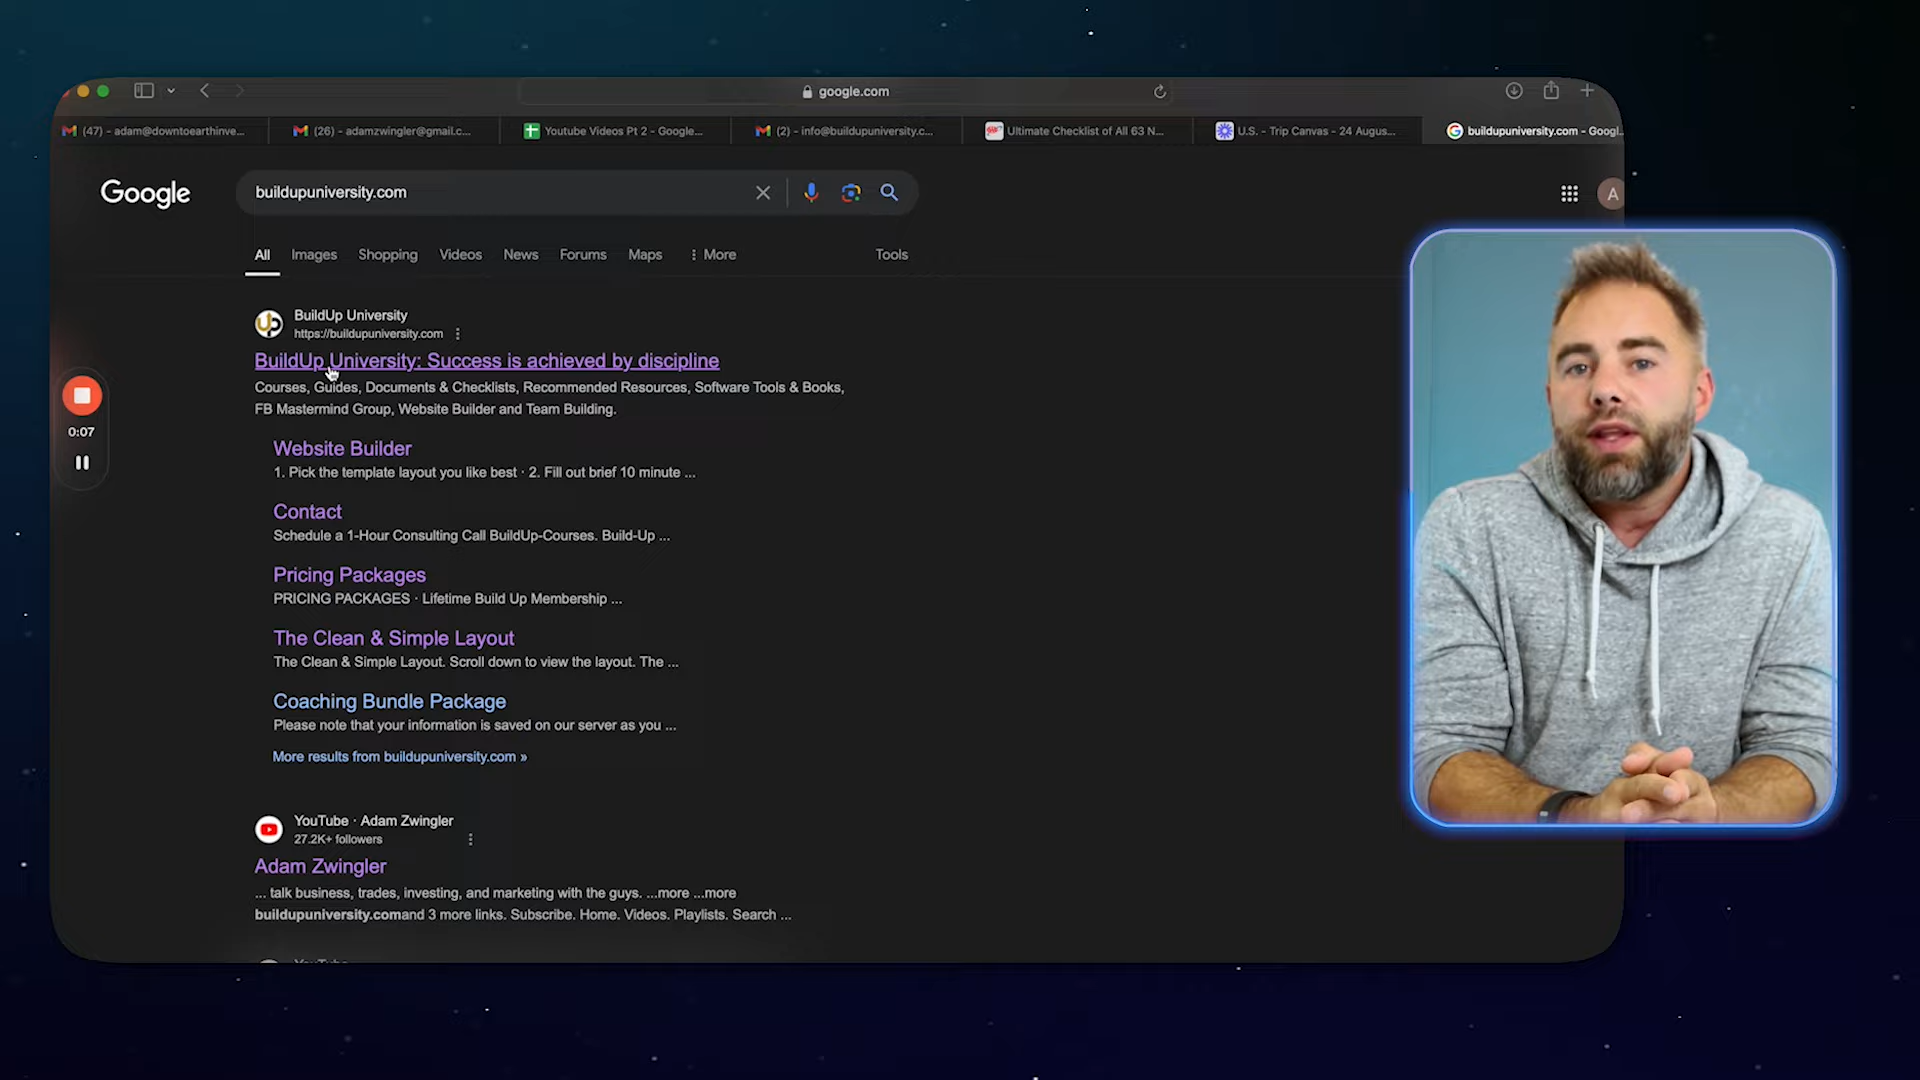 google.com
(47) - adam@downtoearthinve...
(26) - adamzwingler@gmail.c...
Youtube Videos Pt 2 - Google...
(2) - info@buildupuniversity.c...
Ultimate Checklist of All 63 N...
U.S. - Trip Canvas - 24 Augus...
buildupuniversity.com - Googl...
Google
buildupuniversity.com
A
All
Images
Shopping
Videos
News
Forums
Maps
More
Tools
BuildUp University
https://buildupuniversity.com
BuildUp University: Success is achieved by discipline
Courses, Guides, Documents & Checklists, Recommended Resources, Software Tools & Books,
FB Mastermind Group, Website Builder and Team Building.
0:07
Website Builder
1. Pick the template layout you like best · 2. Fill out brief 10 minute ...
Contact
Schedule a 1-Hour Consulting Call BuildUp-Courses. Build-Up ...
Pricing Packages
PRICING PACKAGES · Lifetime Build Up Membership ...
The Clean & Simple Layout
The Clean & Simple Layout. Scroll down to view the layout. The ...
Coaching Bundle Package
Please note that your information is saved on our server as you ...
More results from buildupuniversity.com »
YouTube · Adam Zwingler
27.2K+ followers
Adam Zwingler
... talk business, trades, investing, and marketing with the guys. ...more ...more
buildupuniversity.comand 3 more links. Subscribe. Home. Videos. Playlists. Search ...